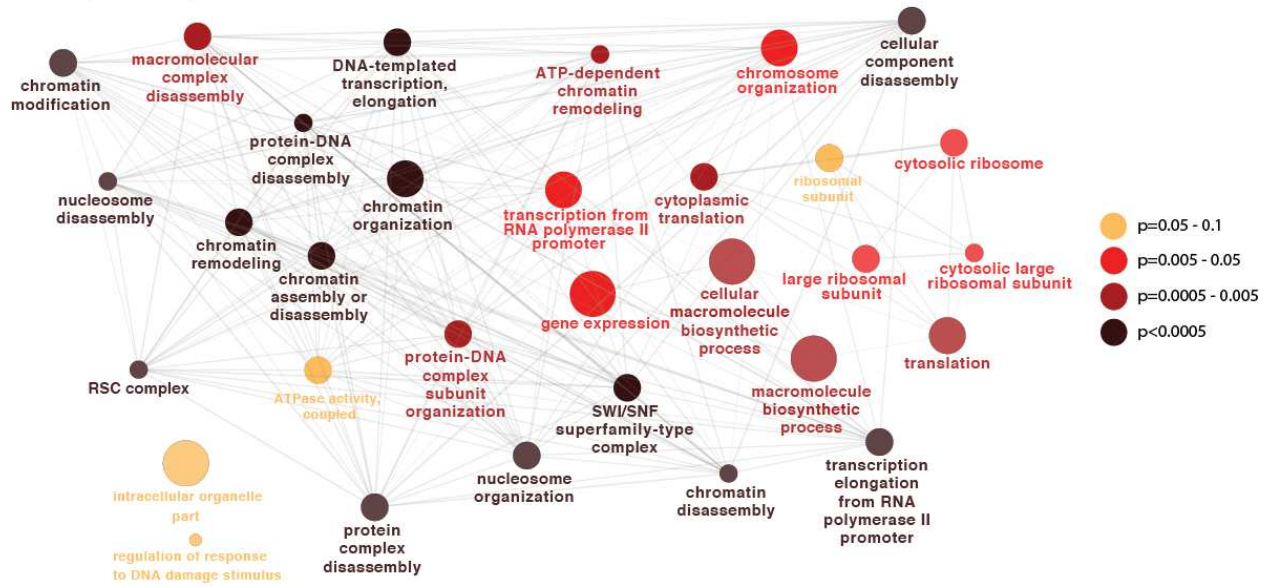 chromatin
modification
macromolecular
complex
disassembly
DNA-templated
transcription,
elongation
ATP-dependent
chromatin
remodeling
chromosome
organization
cellular
component
disassembly
protein-DNA
complex
disassembly
nucleosome
disassembly
chromatin
organization
transcription from
RNA polymerase II
promoter
cytoplasmic
translation
ribosomal
subunit
cytosolic ribosome
chromatin
remodeling
chromatin
assembly or
disassembly
gene expression
cellular
macromolecule
biosynthetic
process
large ribosomal
subunit
cytosolic large
ribosomal subunit
p=0.05 - 0.1
p=0.005 - 0.05
p=0.0005 - 0.005
p<0.0005
RSC complex
ATPase activity,
coupled
protein-DNA
complex
subunit
organization
SWI/SNF
superfamily-type
complex
macromolecule
biosynthetic
process
translation
intracellular organelle
part
regulation of response
to DNA damage stimulus
protein
complex
disassembly
nucleosome
organization
chromatin
disassembly
transcription
elongation
from RNA
polymerase II
promoter